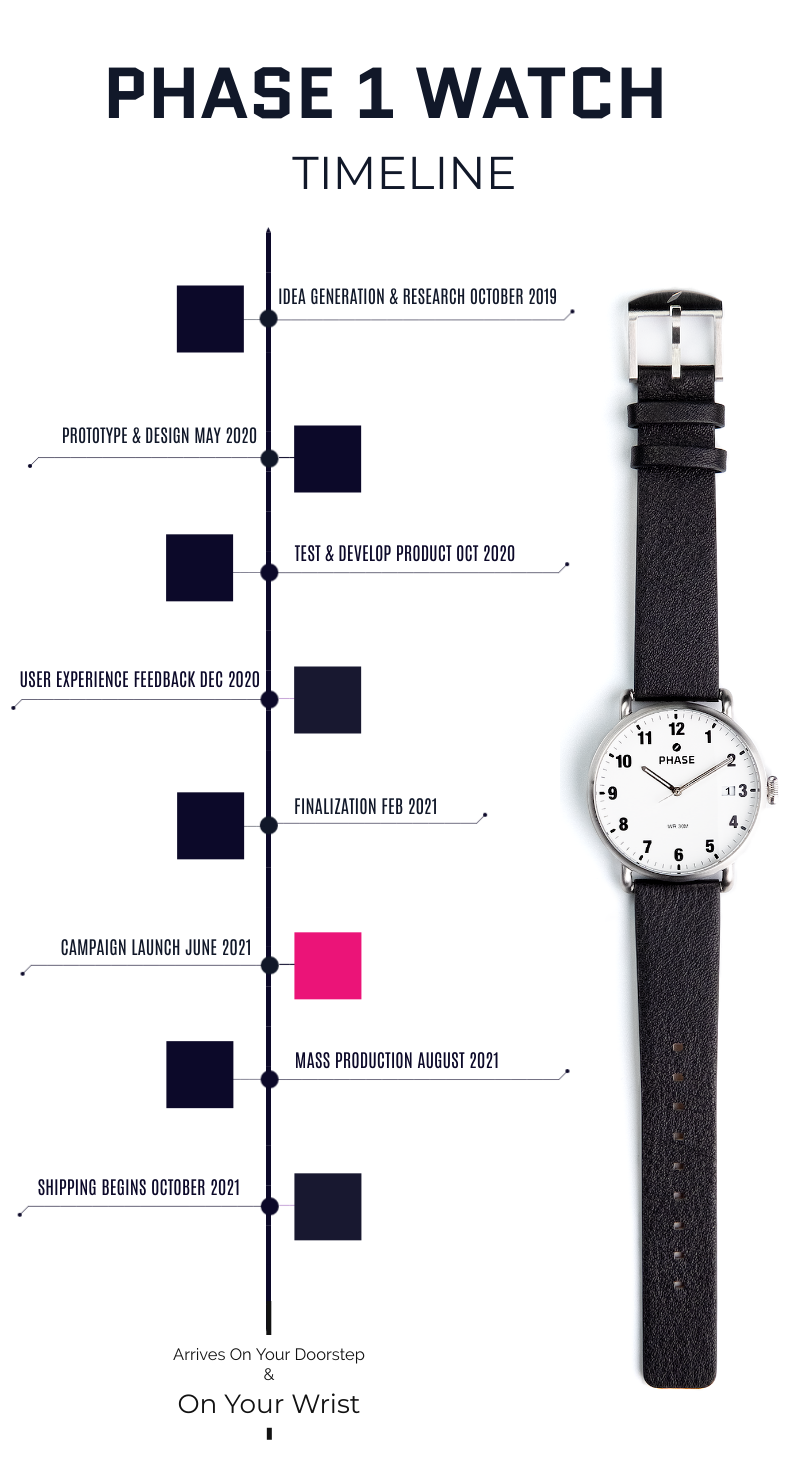 PHASE 1 WATCH
TIMELINE
IDEA GENERATION & RESEARCH OCTOBER 2019
PROTOTYPE & DESIGN MAY 2020
TEST & DEVELOP PRODUCT OCT 2020
USER EXPERIENCE FEEDBACK DEC 2020
FINALIZATION FEB 2021
CAMPAIGN LAUNCH JUNE 2021
MASS PRODUCTION AUGUST 2021
SHIPPING BEGINS OCTOBER 2021
Arrives On Your Doorstep
&
On Your Wrist
12
11
1
10
PHASE
2
9
1
3
8
WR 30M
4
7
6
5